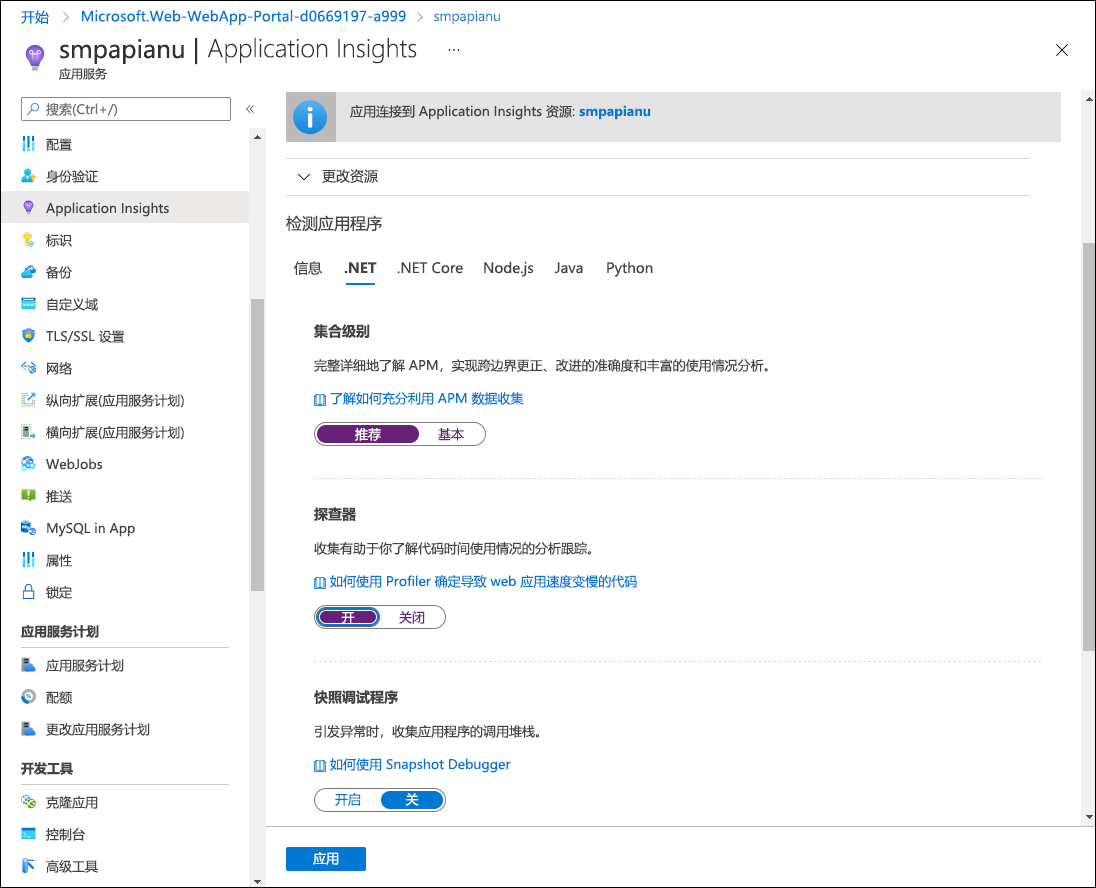 开始 > Microsoft.Web-WebApp-Portal-d0669197-a999 > smpapianu
smpapianu | Application Insights ...
应用服务
搜索(Ctrl+/)
«
配置
身份验证
Application Insights
标识
备份
自定义域
TLS/SSL 设置
网络
纵向扩展(应用服务计划)
横向扩展(应用服务计划)
WebJobs
推送
MySQL in App
属性
锁定
应用服务计划
应用服务计划
配额
更改应用服务计划
开发工具
克隆应用
控制台
高级工具
应用连接到 Application Insights 资源: smpapianu
更改资源
检测应用程序
信息 .NET .NET Core Node.js Java Python
集合级别
完整详细地了解 APM，实现跨边界更正、改进的准确度和丰富的使用情况分析。
了解如何充分利用 APM 数据收集
推荐 基本
探查器
收集有助于你了解代码时间使用情况的分析跟踪。
如何使用 Profiler 确定导致 web 应用速度变慢的代码
开 关闭
快照调试程序
引发异常时，收集应用程序的调用堆栈。
如何使用 Snapshot Debugger
开启 关
应用